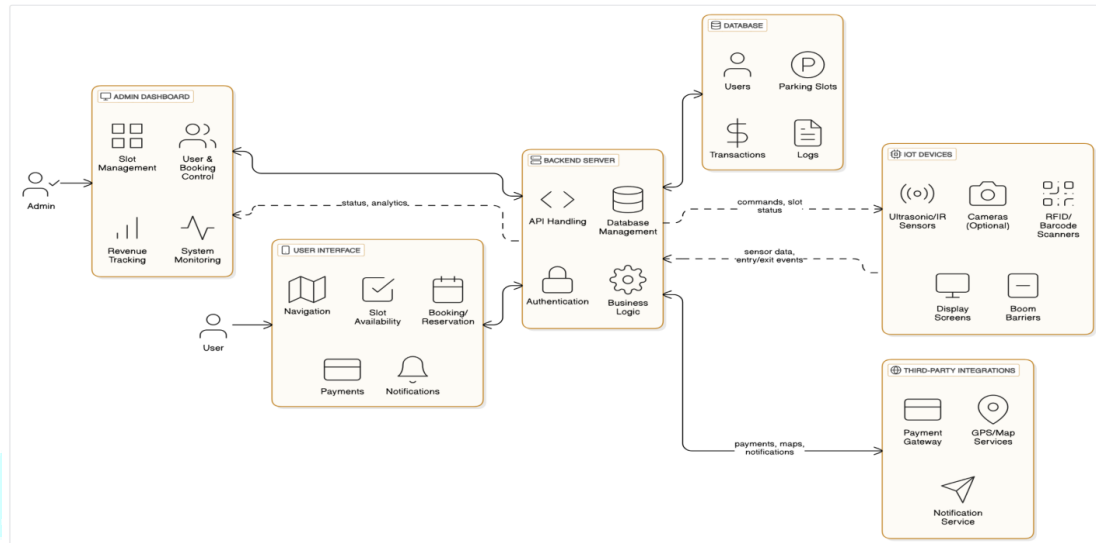 DATABASE
Users
Parking Slots
Transactions
Logs
ADMIN DASHBOARD
Slot
Management
User &
Booking
Control
Revenue
Tracking
System
Monitoring
Admin
status, analytics
BACKEND SERVER
API Handling
Database
Management
Authentication
Business
Logic
commands, slot
status
sensor data,
entry/exit events
IOT DEVICES
Ultrasonic/IR
Sensors
Cameras
(Optional)
RFID/
Barcode
Scanners
Display
Screens
Boom
Barriers
USER INTERFACE
Navigation
Slot
Availability
Booking/
Reservation
Payments
Notifications
User
payments, maps,
notifications
THIRD-PARTY INTEGRATIONS
Payment
Gateway
GPS/Map
Services
Notification
Service